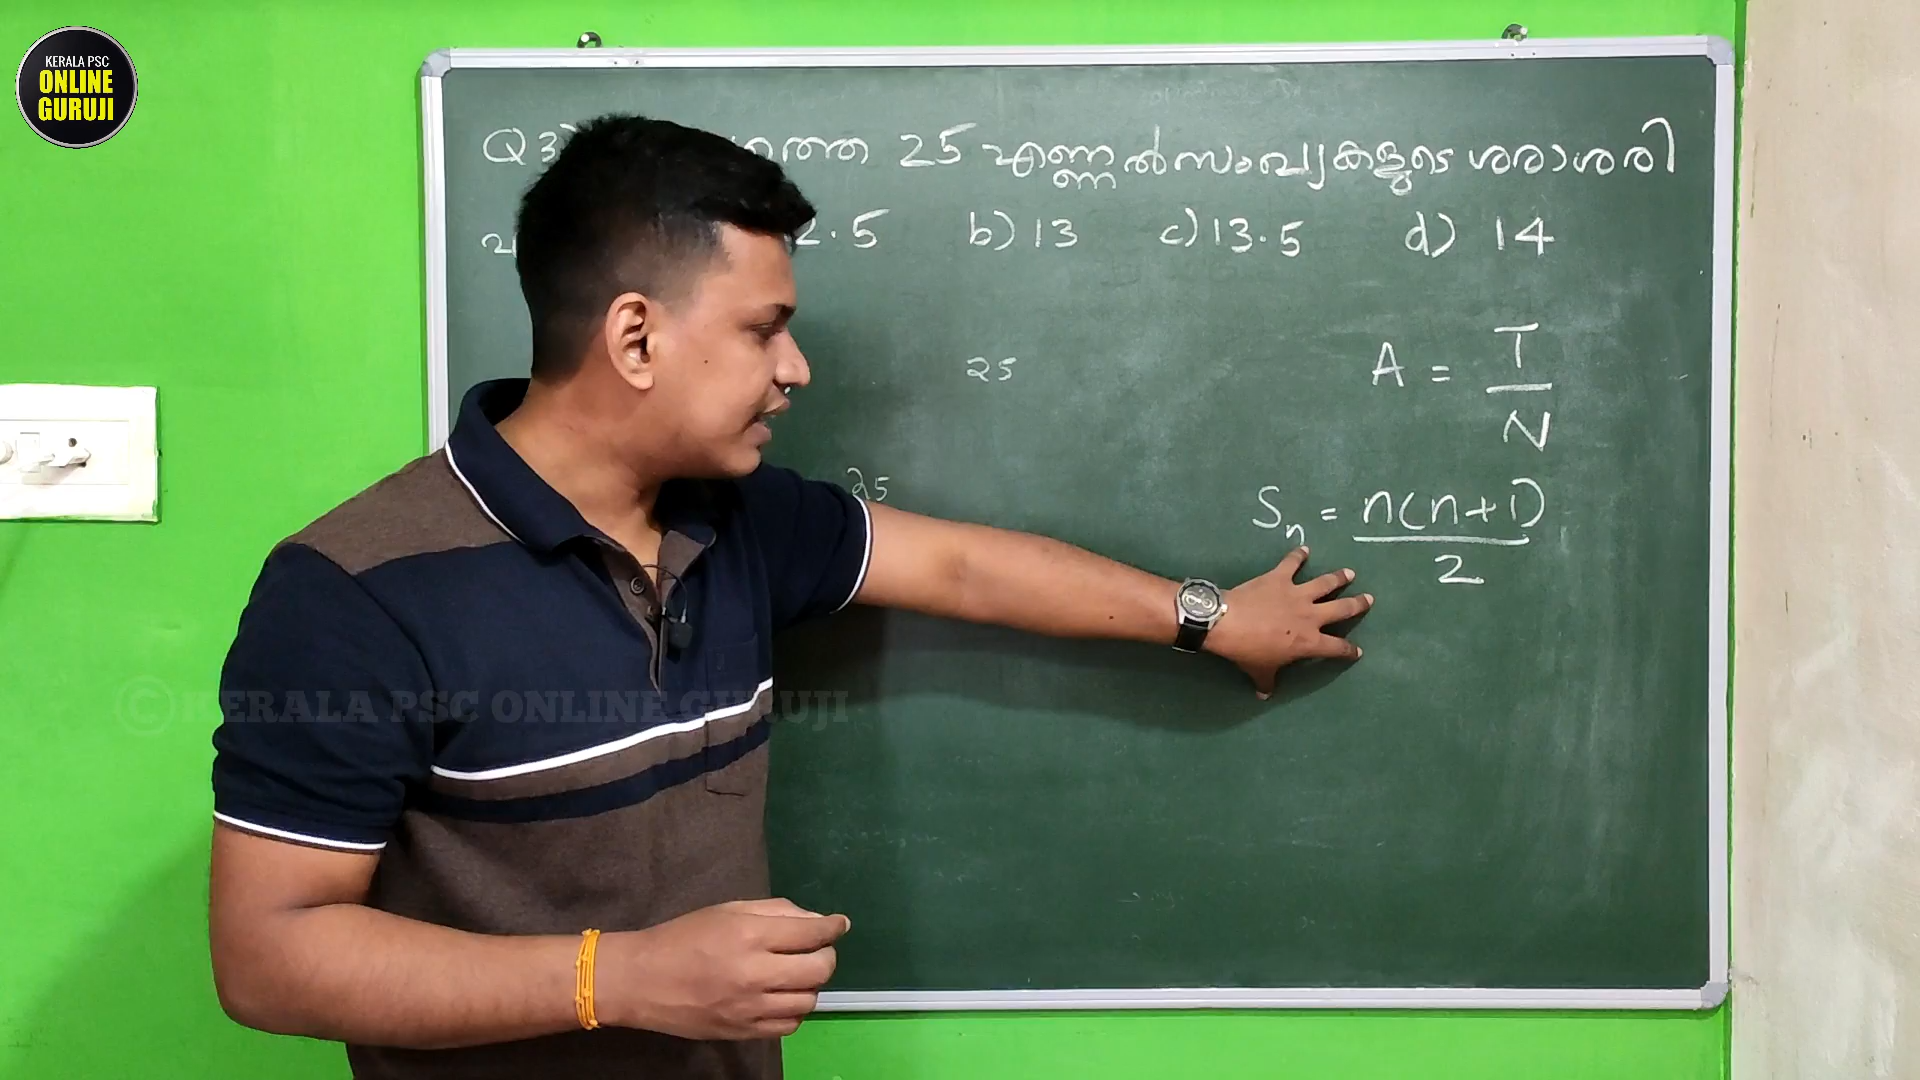 KERALA PSC
ONLINE
GURUJI
Q3) 25 എണ്ണൽസംഖ്യകളുടെ ശരാശരി
2.5 b) 13 c) 13.5 d) 14
25
A = T/N
25
Sn = n(n+1)/2
© KERALA PSC ONLINE GURUJI